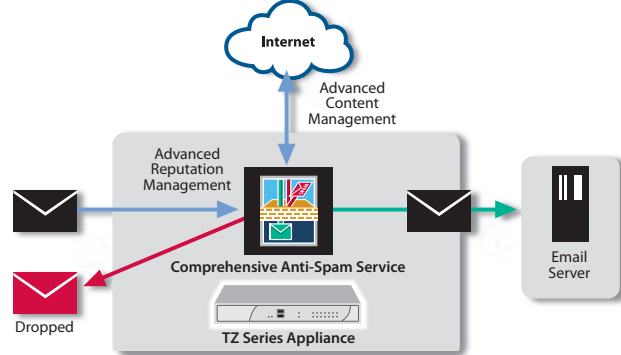 Internet
Advanced
Content
Management
Advanced
Reputation
Management
Comprehensive Anti-Spam Service
Email
Server
Dropped
TZ Series Appliance